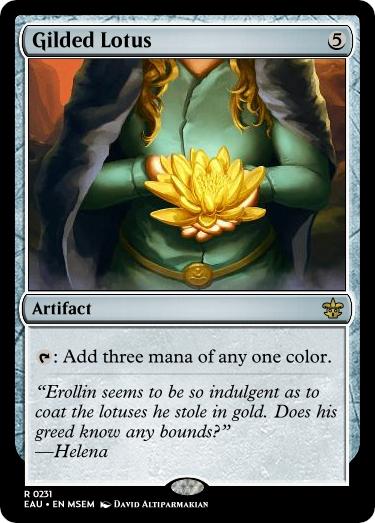 Gilded Lotus 5
Artifact
: Add three mana of any one color.
“Erollin seems to be so indulgent as to
coat the lotuses he stole in gold. Does his
greed know any bounds?”
—Helena
R 0231
EAU • EN MSEM David Altiparmakian